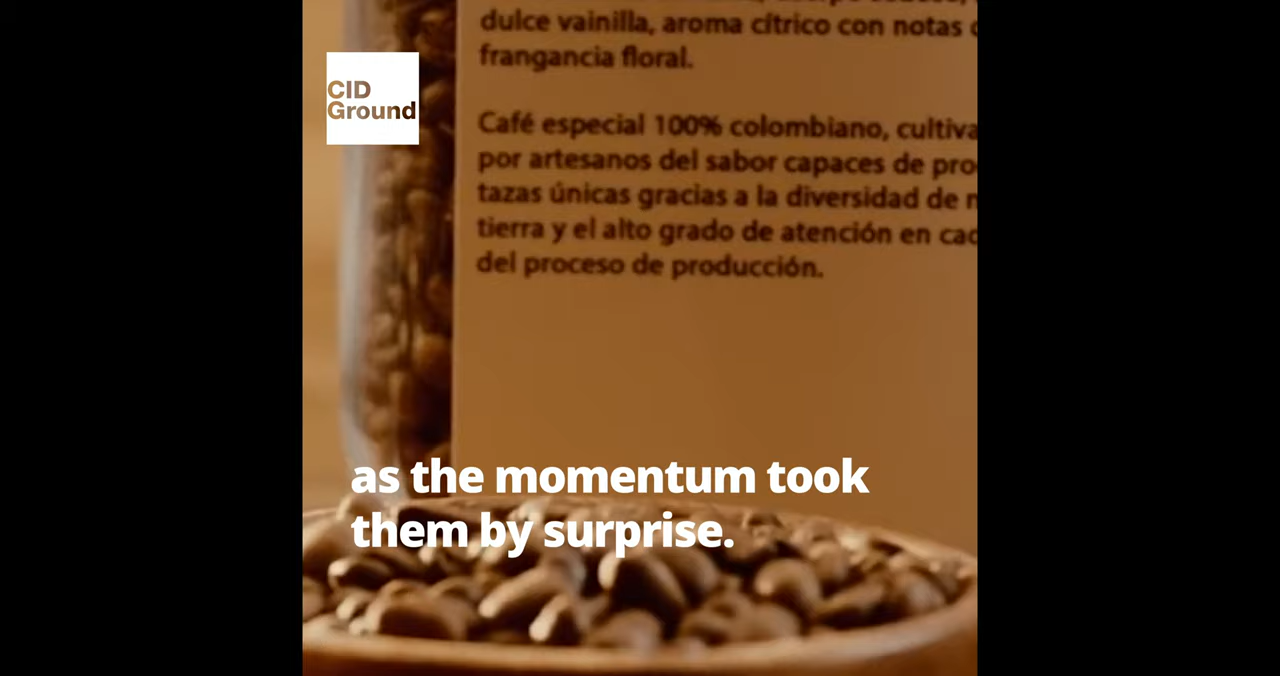 dulce vainilla, aroma cítrico con notas
frangancia floral.
CID
Ground
Café especial 100% colombiano,
por artesanos del sabor capaces de
tazas únicas gracias a la diversidad de
tierra y el alto grado de atención en
del proceso de producción.
as the momentum took
them by surprise.